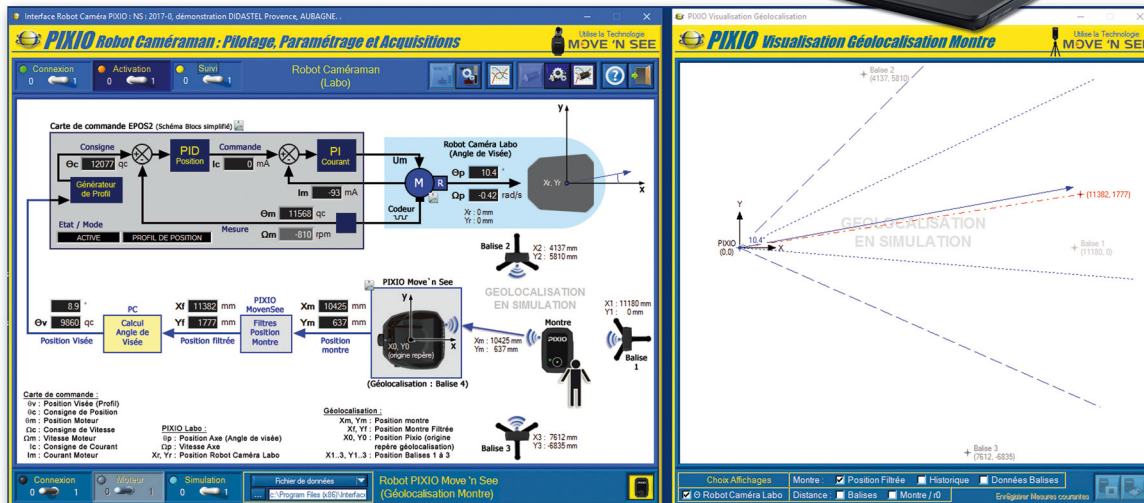 Interface Robot Caméra PIXIO : NS : 2017-0, démonstration DIDASTEL Provence, AUBAGNE. .
PIXIO Robot Caméraman : Pilotage, Paramétrage et Acquisitions
Utilise la Technologie
MOVE 'N SEE
Connexion
0 1
Activation
0 1
Suivi
0 1
Robot Caméraman
(Labo)
Carte de commande EPOS2 (Schéma Blocs simplifié)
Consigne
Θc : 12077 qc
PID
Position
Commande
Ic : 0 mA
PI
Courant
Um
Générateur
de Profil
Im : -93 mA
M
R
Codeur
Θm : 11568 qc
Mesure
Ωm : -810 rpm
Etat / Mode
ACTIVE
PROFIL DE POSITION
Robot Caméra Labo
(Angle de Visée)
Θp : 10.4 °
Ωp : -0.42 rad/s
Xr : 0 mm
Yr : 0 mm
Xr, Yr
y
x
Balise 2
X2 : 4137 mm
Y2 : 5810 mm
GEOLOCALISATION
EN SIMULATION
X1 : 11180 mm
Y1 : 0 mm
Balise
1
Montre
PIXIO
Xm : 10425 mm
Ym : 637 mm
PIXIO Move`n See
y
x
X0, Y0
(origine repère)
(Géolocalisation : Balise 4)
Balise 3
X3 : 7612 mm
Y3 : -6835 mm
8.9 °
Θv : 9860 qc
Position Visée
PC
Calcul
Angle de
Visée
Xf : 11382 mm
Yf : 1777 mm
Position filtrée
PIXIO
MovenSee
Filtres
Position
Montre
Xm : 10425 mm
Ym : 637 mm
Position
montre
Carte de commande :
Θv : Position Visée (Profil)
Θc : Consigne de Position
Θm : Position Moteur
Ωc : Consigne de Vitesse
Ωm : Vitesse Moteur
Ic : Consigne de Courant
Im : Courant Moteur
PIXIO Labo :
Θp : Position Axe (Angle de visée)
Ωp : Vitesse Axe
Xr, Yr : Position Robot Caméra Labo
Géolocalisation :
Xm, Ym : Position montre
Xf, Yf : Position Montre Filtrée
X0, Y0 : Position Pixio (origine
repère géolocalisation)
X1..3, Y1..3 : Position Balises 1 à 3
Connexion
0 1
Moteur
0 1
Simulation
0 1
Fichier de données
... c:\Program Files (x86)\Interfac
Robot PIXIO Move 'n See
(Géolocalisation Montre)
PIXIO Visualisation Géolocalisation
PIXIO Visualisation Géolocalisation Montre
Utilise la Technologie
MOVE 'N SEE
Balise 2
(4137, 5810)
(11382, 1777)
GEOLOCALISATION
EN SIMULATION
Y
PIXIO
(0,0)
10.4°
X
Balise 1
(11180, 0)
Balise 3
(7612, -6835)
Choix Affichages
Montre : Position Filtrée Historique Données Balises
Θ Robot Caméra Labo
Distance : Balises Montre / r0
Enrégitrer Mesures courantes